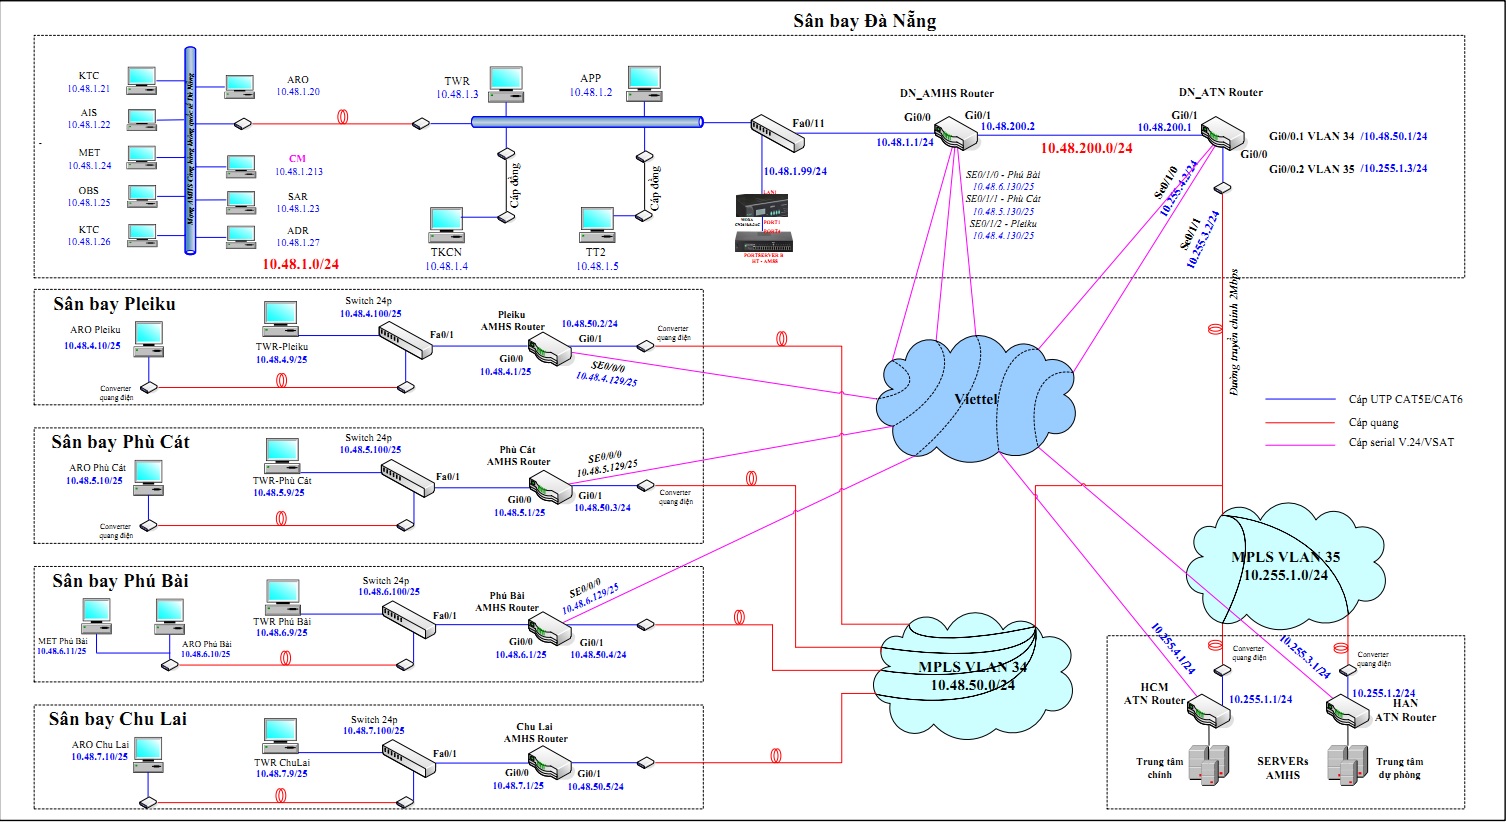 Sân bay Đà Nẵng
KTC
10.48.1.21
AIS
10.48.1.22
MET
10.48.1.24
OBS
10.48.1.25
KTC
10.48.1.26
Mạng AMHS Cảng hàng không quốc tế Đà Nẵng
ARO
10.48.1.20
CM
10.48.1.213
SAR
10.48.1.23
ADR
10.48.1.27
10.48.1.0/24
TWR
10.48.1.3
APP
10.48.1.2
Cáp đồng
Cáp đồng
TKCN
10.48.1.4
TT2
10.48.1.5
Fa0/11
10.48.1.99/24
LAN1
PORT1
PORTSERVER B
HT - AMSS
DN_AMHS Router
Gi0/0
Gi0/1
10.48.1.1/24
10.48.200.2
10.48.200.0/24
SE0/1/0 - Phú Bài
10.48.6.130/25
SE0/1/1 - Phù Cát
10.48.5.130/25
SE0/1/2 - Pleiku
10.48.4.130/25
DN_ATN Router
Gi0/1
10.48.200.1
Gi0/0
Gi0/0.1 VLAN 34 /10.48.50.1/24
Gi0/0.2 VLAN 35 /10.255.1.3/24
Se0/1/0
10.255.4.2/24
Se0/1/1
10.255.3.2/24
Đường truyền chính 2Mbps
Sân bay Pleiku
ARO Pleiku
10.48.4.10/25
Converter
quang điện
TWR-Pleiku
10.48.4.9/25
Switch 24p
10.48.4.100/25
Fa0/1
Pleiku
AMHS Router
Gi0/0
10.48.4.1/25
10.48.50.2/24
Gi0/1
SE0/0/0
10.48.4.129/25
Converter
quang điện
Sân bay Phù Cát
ARO Phù Cát
10.48.5.10/25
Converter
quang điện
TWR-Phù Cát
10.48.5.9/25
Switch 24p
10.48.5.100/25
Fa0/1
Phù Cát
AMHS Router
Gi0/0
10.48.5.1/25
SE0/0/0
10.48.5.129/25
Gi0/1
10.48.50.3/24
Converter
quang điện
Sân bay Phú Bài
MET Phú Bài
10.48.6.11/25
ARO Phú Bài
10.48.6.10/25
TWR Phú Bài
10.48.6.9/25
Switch 24p
10.48.6.100/25
Fa0/1
Phú Bài
AMHS Router
Gi0/0
10.48.6.1/25
SE0/0/0
10.48.6.129/25
Gi0/1
10.48.50.4/24
Sân bay Chu Lai
ARO Chu Lai
10.48.7.10/25
TWR ChuLai
10.48.7.9/25
Switch 24p
10.48.7.100/25
Fa0/1
Chu Lai
AMHS Router
Gi0/0
10.48.7.1/25
Gi0/1
10.48.50.5/24
Viettel
MPLS VLAN 34
10.48.50.0/24
MPLS VLAN 35
10.255.1.0/24
Cáp UTP CAT5E/CAT6
Cáp quang
Cáp serial V.24/VSAT
10.255.4.1/24
10.255.3.1/24
Converter
quang điện
Converter
quang điện
HCM
ATN Router
10.255.1.1/24
10.255.1.2/24
HAN
ATN Router
Trung tâm
chính
SERVERs
AMHS
Trung tâm
dự phòng